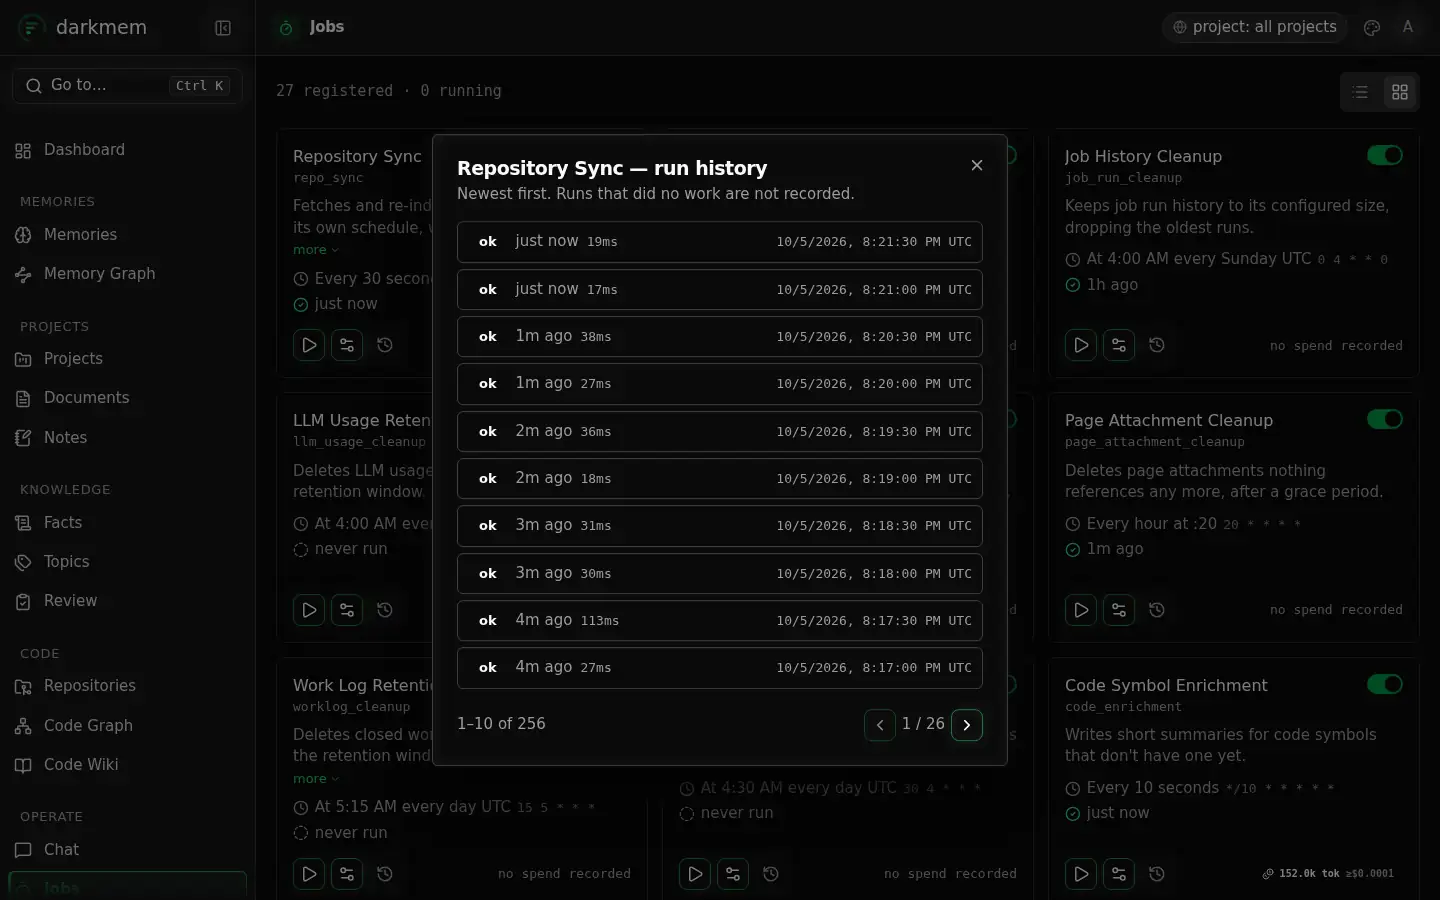 darkmem
Go to...
Ctrl K
Dashboard
MEMORIES
Memories
Memory Graph
PROJECTS
Projects
Documents
Notes
KNOWLEDGE
Facts
Topics
Review
CODE
Repositories
Code Graph
Code Wiki
OPERATE
Chat
Jobs
Jobs
project: all projects
A
27 registered · 0 running
Repository Sync
repo_sync
Fetches and re-ind
its own schedule,
more
Every 30 secon
just now
Job History Cleanup
job_run_cleanup
Keeps job run history to its configured size,
dropping the oldest runs.
At 4:00 AM every Sunday UTC 0 4 * * 0
1h ago
no spend recorded
LLM Usage Reten
llm_usage_cleanup
Deletes LLM usage
retention window.
At 4:00 AM ever
never run
Page Attachment Cleanup
page_attachment_cleanup
Deletes page attachments nothing
references any more, after a grace period.
Every hour at :20 20 * * * *
1m ago
no spend recorded
Work Log Retenti
worklog_cleanup
Deletes closed wor
the retention wind
more
At 5:15 AM every day UTC 15 5 * * *
never run
no spend recorded
At 4:30 AM every day UTC 30 4 * * *
never run
no spend recorded
Code Symbol Enrichment
code_enrichment
Writes short summaries for code symbols
that don't have one yet.
Every 10 seconds */10 * * * * *
just now
152.0k tok ≥$0.0001
Repository Sync — run history
Newest first. Runs that did no work are not recorded.
ok just now 19ms 10/5/2026, 8:21:30 PM UTC
ok just now 17ms 10/5/2026, 8:21:00 PM UTC
ok 1m ago 38ms 10/5/2026, 8:20:30 PM UTC
ok 1m ago 27ms 10/5/2026, 8:20:00 PM UTC
ok 2m ago 36ms 10/5/2026, 8:19:30 PM UTC
ok 2m ago 18ms 10/5/2026, 8:19:00 PM UTC
ok 3m ago 31ms 10/5/2026, 8:18:30 PM UTC
ok 3m ago 30ms 10/5/2026, 8:18:00 PM UTC
ok 4m ago 113ms 10/5/2026, 8:17:30 PM UTC
ok 4m ago 27ms 10/5/2026, 8:17:00 PM UTC
1–10 of 256
1 / 26